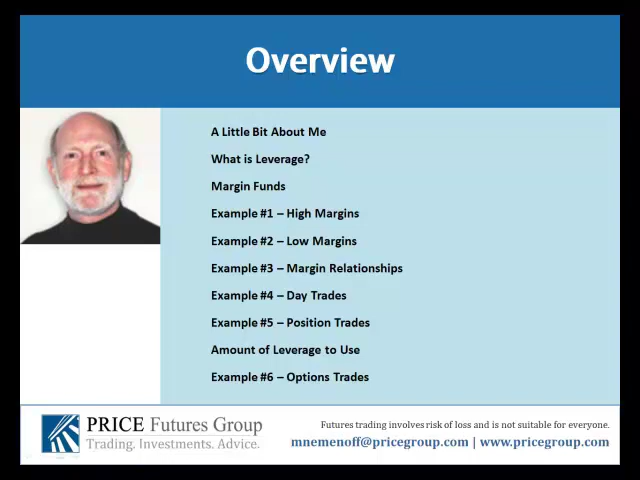 Overview
A Little Bit About Me
What is Leverage?
Margin Funds
Example #1 – High Margins
Example #2 – Low Margins
Example #3 – Margin Relationships
Example #4 – Day Trades
Example #5 – Position Trades
Amount of Leverage to Use
Example #6 – Options Trades
PRICE Futures Group
Trading. Investments. Advice.
Futures trading involves risk of loss and is not suitable for everyone.
mnemenoff@pricegroup.com | www.pricegroup.com